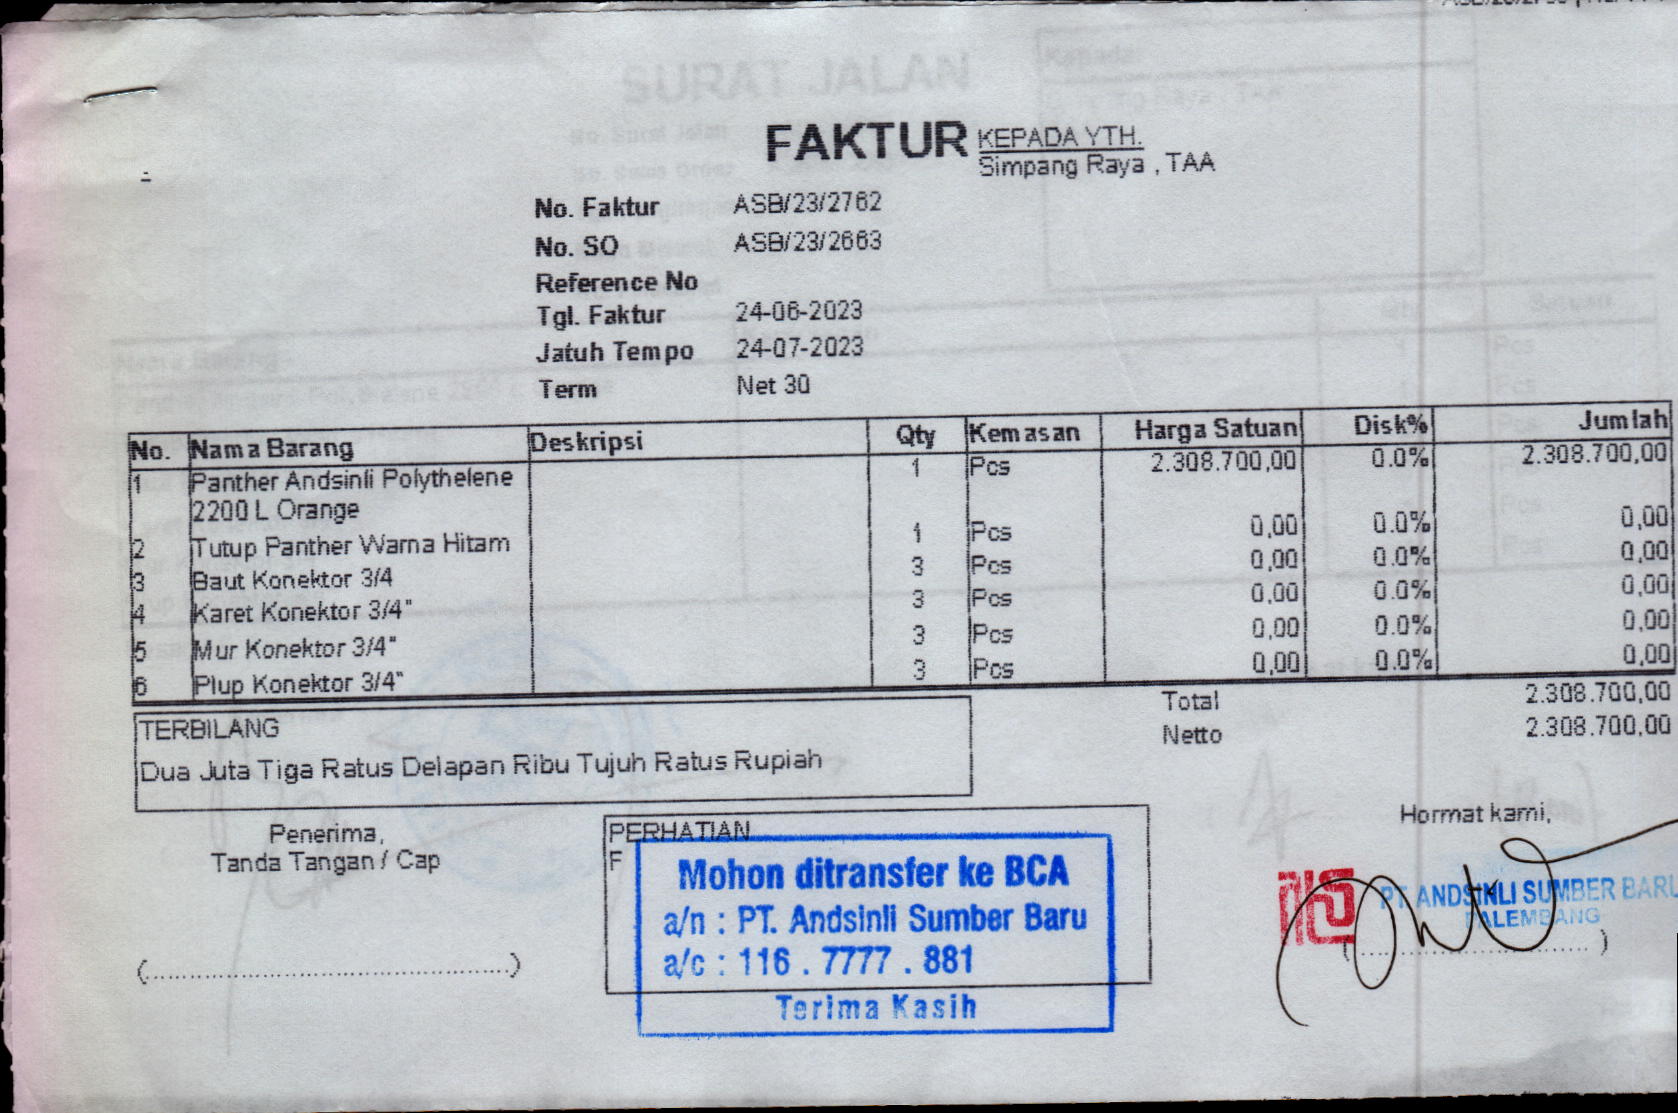 FAKTUR
KEPADA YTH.
Simpang Raya , TAA
No. Faktur ASB/23/2762
No. SO ASB/23/2663
Reference No
Tgl. Faktur 24-06-2023
Jatuh Tempo 24-07-2023
Term Net 30
No. Nama Barang Deskripsi Qty Kemasan Harga Satuan Disk% Jumlah
1 Panther Andsinli Polythelene 1 Pcs 2.308.700,00 0.0% 2.308.700,00
2200 L Orange
2 Tutup Panther Warna Hitam 1 Pcs 0,00 0.0% 0,00
3 Baut Konektor 3/4 3 Pcs 0,00 0.0% 0,00
4 Karet Konektor 3/4" 3 Pcs 0,00 0.0% 0,00
5 Mur Konektor 3/4" 3 Pcs 0,00 0.0% 0,00
6 Plup Konektor 3/4" 3 Pcs 0,00 0.0% 0,00
Total 2.308.700,00
Netto 2.308.700,00
TERBILANG
Dua Juta Tiga Ratus Delapan Ribu Tujuh Ratus Rupiah
Penerima,
Tanda Tangan / Cap
PERHATIAN
F
Mohon ditransfer ke BCA
a/n : PT. Andsinli Sumber Baru
a/c : 116 . 7777 . 881
Terima Kasih
Hormat kami,
PT ANDSINLI SUMBER BARU
PALEMBANG
SURAT JALAN